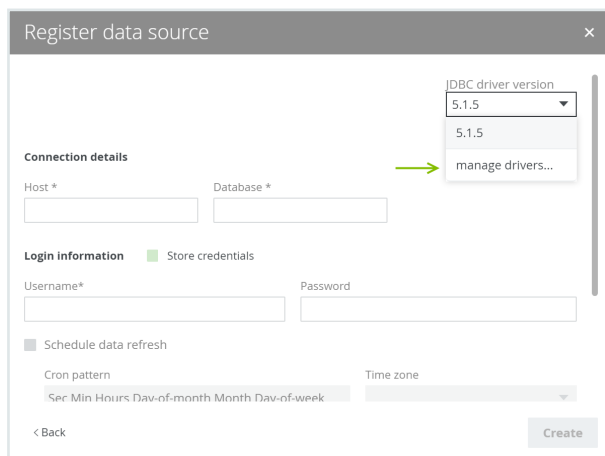 Register data source ×
JDBC driver version
5.1.5
5.1.5
manage drivers...
Connection details
Host * Database *
Login information Store credentials
Username* Password
Schedule data refresh
Cron pattern Time zone
Sec Min Hours Day-of-month Month Day-of-week
< Back Create